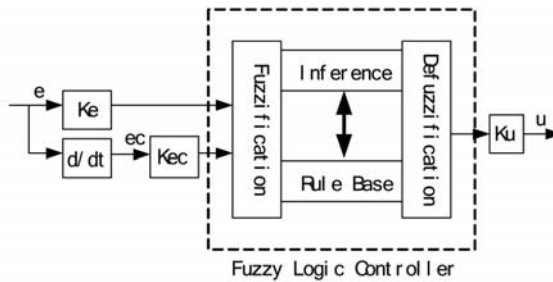 e
Ke
d/dt
ec
Kec
Fuzzification
Inference
Rule Base
Defuzzification
Ku
u
Fuzzy Logic Controller